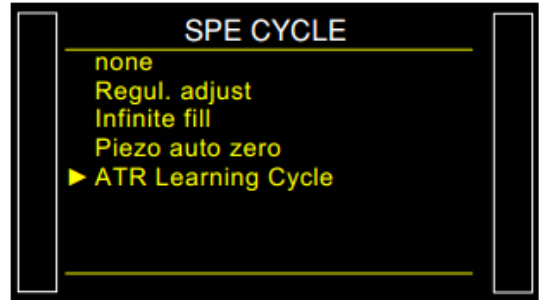 SPE CYCLE
none
Regul. adjust
Infinite fill
Piezo auto zero
ATR Learning Cycle